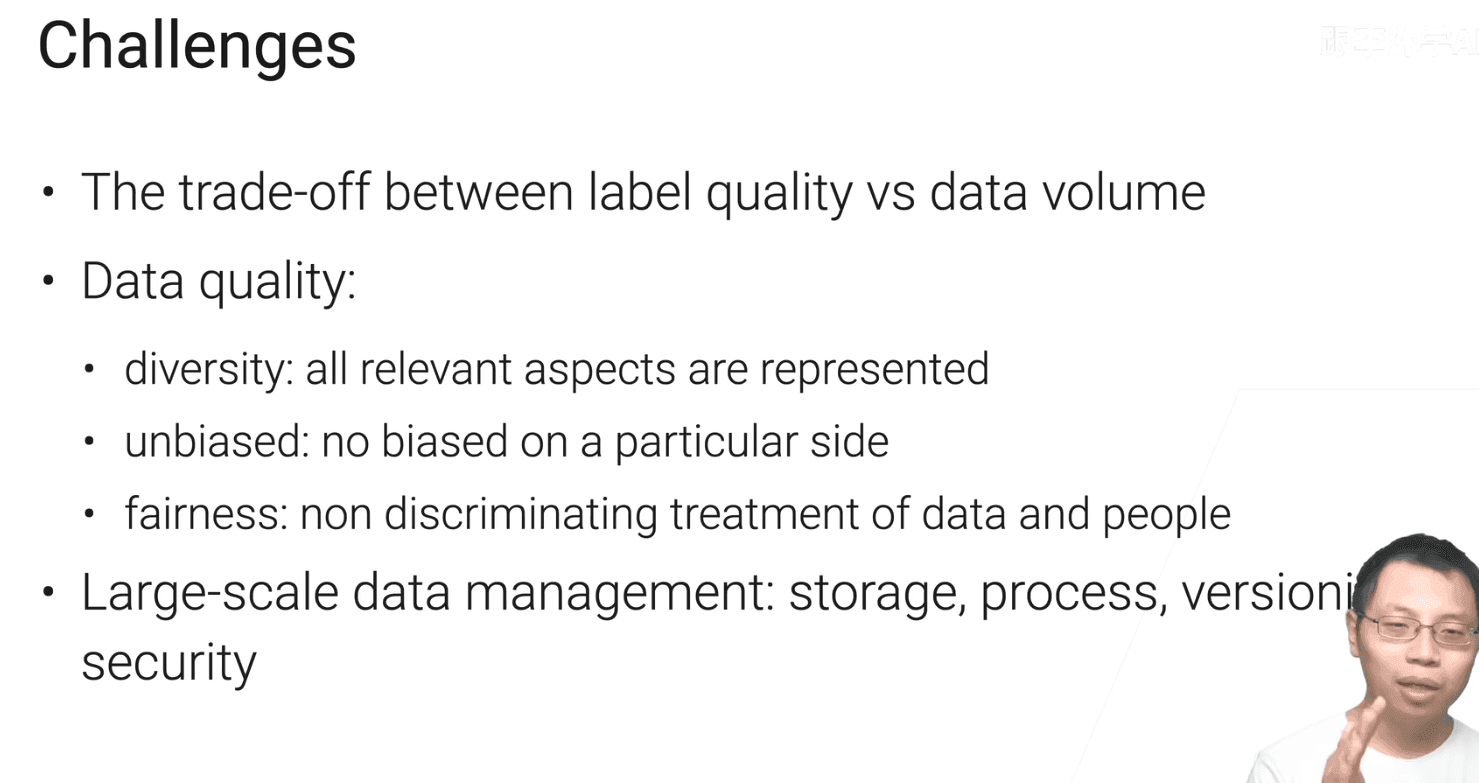 Challenges
• The trade-off between label quality vs data volume
• Data quality:
• diversity: all relevant aspects are represented
• unbiased: no biased on a particular side
• fairness: non discriminating treatment of data and people
• Large-scale data management: storage, process,
security